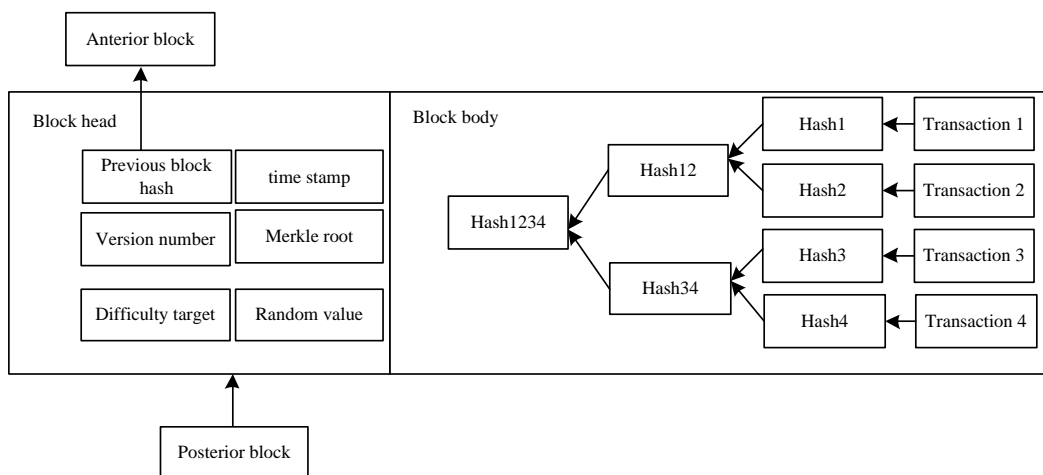 Anterior block
Block head
Previous block
hash
time stamp
Version number
Merkle root
Difficulty target
Random value
Block body
Hash1234
Hash12
Hash34
Hash1
Transaction 1
Hash2
Transaction 2
Hash3
Transaction 3
Hash4
Transaction 4
Posterior block